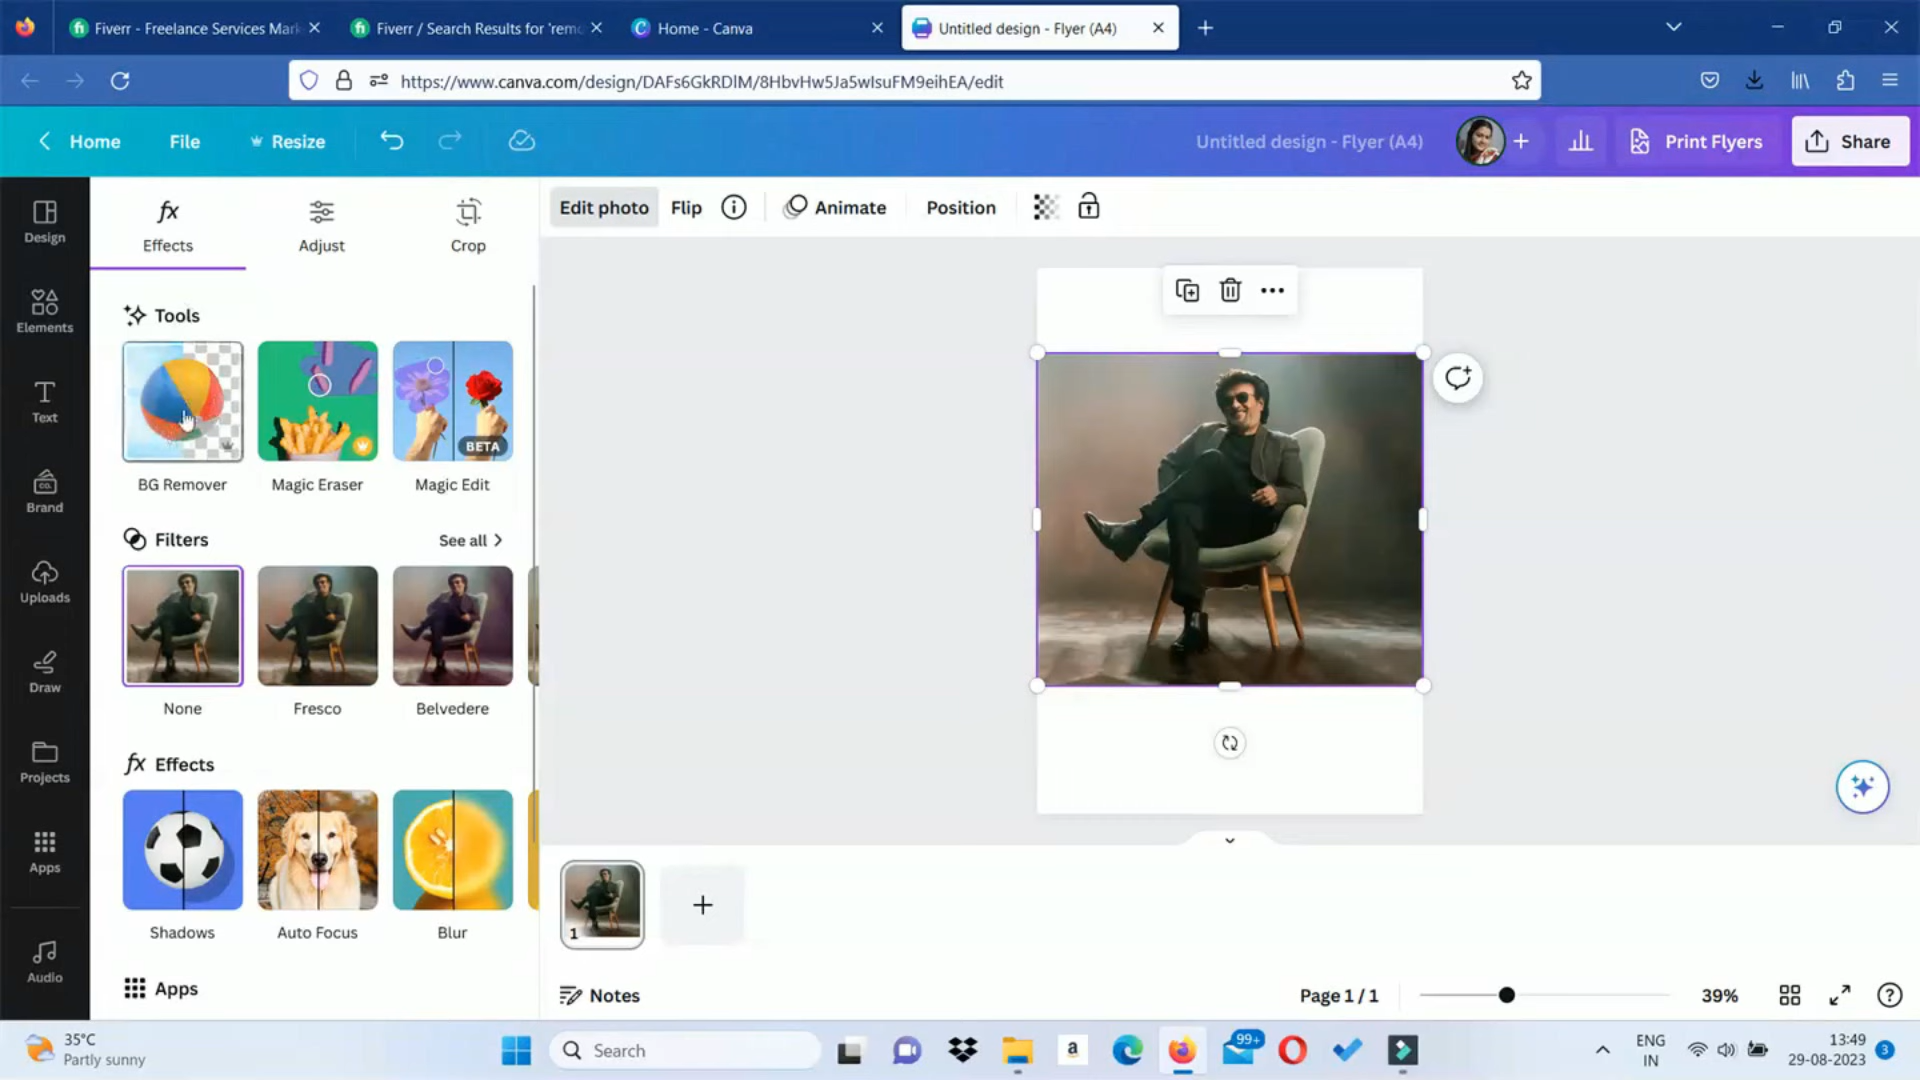 Fiverr - Freelance Services Mark
Fiverr / Search Results for 'remo
Home - Canva
Untitled design - Flyer (A4)
https://www.canva.com/design/DAFs6GkRDlM/8HbvHw5Ja5wIsuFM9eihEA/edit
Home
File
Resize
Untitled design - Flyer (A4)
Print Flyers
Share
Design
Elements
Text
Brand
Uploads
Draw
Projects
Apps
Audio
fx
Effects
Adjust
Crop
Edit photo
Flip
Animate
Position
Tools
BETA
BG Remover
Magic Eraser
Magic Edit
Filters
See all
None
Fresco
Belvedere
fx Effects
Shadows
Auto Focus
Blur
Apps
1
Notes
Page 1 / 1
39%
35°C
Partly sunny
Search
99+
ENG
IN
13:49
29-08-2023
3